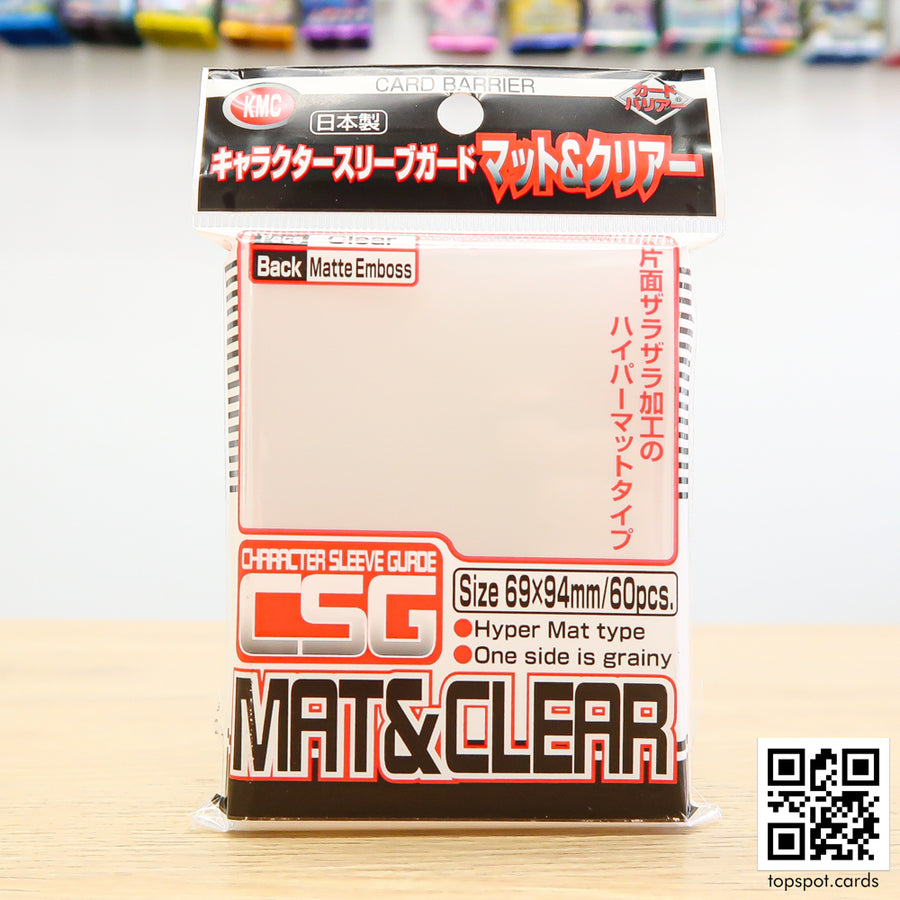 CARD BARRIER
KMC
日本製
カード
バリアー®
キャラクタースリーブガード マット&クリアー
Clear
Back Matte Emboss
片面ザラザラ加工の
ハイパーマットタイプ
CHARACTER SLEEVE GURDE
CSG
Size 69×94mm/60pcs.
●Hyper Mat type
●One side is grainy
MAT&CLEAR
topspot.cards